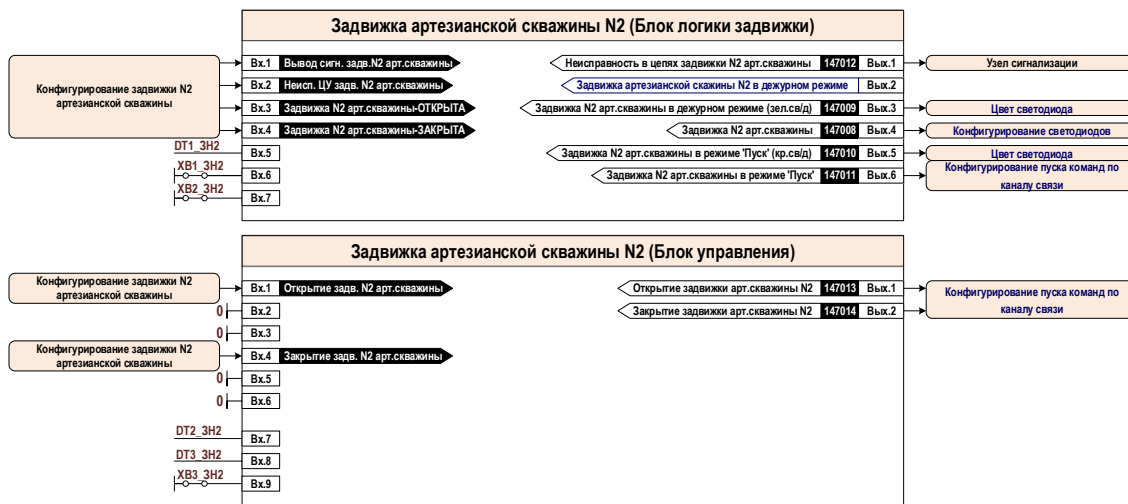 Задвижка артезианской скважины N2 (Блок логики задвижки)
Конфигурирование задвижки N2
артезианской скважины
Вх.1 Вывод сигн. задв.N2 арт.скважины
Вх.2 Неисп. ЦУ задв. N2 арт.скважины
Вх.3 Задвижка N2 арт.скважины-ОТКРЫТА
Вх.4 Задвижка N2 арт.скважины-ЗАКРЫТА
DT1_ЗН2 Вх.5
XB1_ЗН2 Вх.6
XB2_ЗН2 Вх.7
Неисправность в цепях задвижки N2 арт.скважины 147012 Вых.1 Узел сигнализации
Задвижка артезианской скажины N2 в дежурном режиме Вых.2
Задвижка N2 арт.скважины в дежурном режиме (зел.св/д) 147009 Вых.3 Цвет светодиода
Задвижка N2 арт.скважины 147008 Вых.4 Конфигурирование светодиодов
Задвижка N2 арт.скважины в режиме 'Пуск' (кр.св/д) 147010 Вых.5 Цвет светодиода
Задвижка N2 арт.скважины в режиме 'Пуск' 147011 Вых.6 Конфигурирование пуска команд по
каналу связи
Задвижка артезианской скважины N2 (Блок управления)
Конфигурирование задвижки N2
артезианской скважины
Вх.1 Открытие задв. N2 арт.скважины
0 Вх.2
0 Вх.3
Конфигурирование задвижки N2
артезианской скважины
Вх.4 Закрытие задв. N2 арт.скважины
0 Вх.5
0 Вх.6
DT2_ЗН2 Вх.7
DT3_ЗН2 Вх.8
XB3_ЗН2 Вх.9
Открытие задвижки арт.скважины N2 147013 Вых.1
Закрытие задвижки арт.скважины N2 147014 Вых.2
Конфигурирование пуска команд по
каналу связи